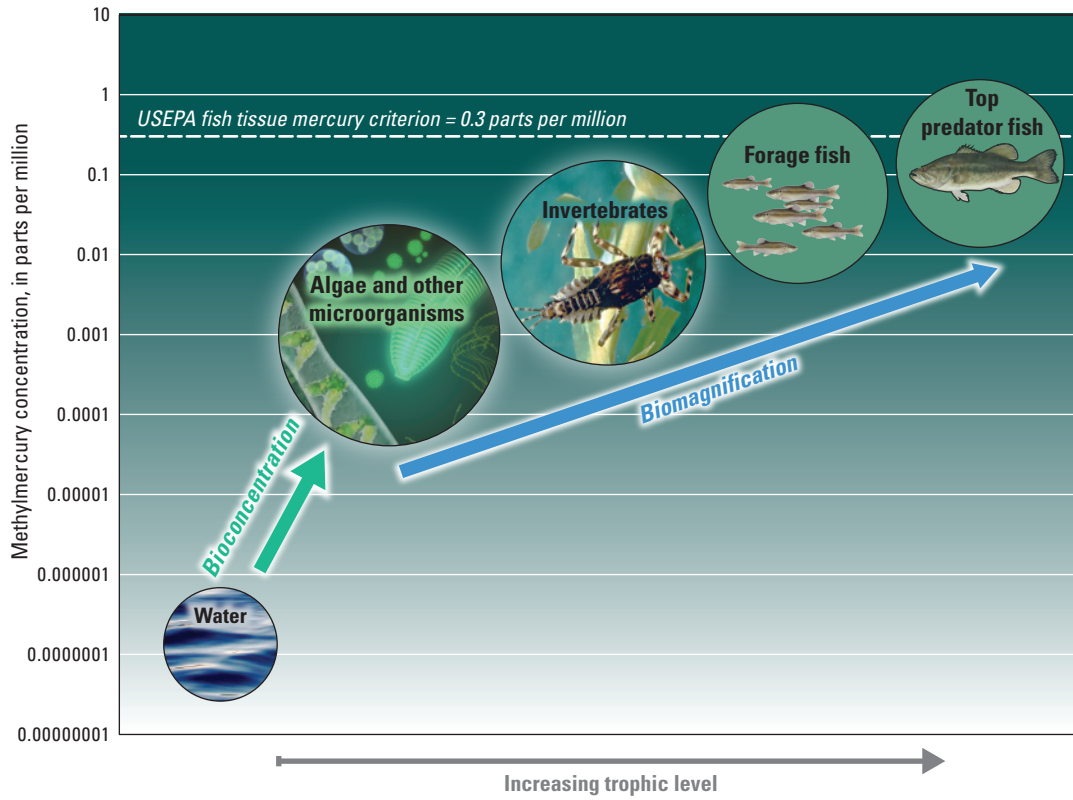 Methylmercury concentration, in parts per million
10
1
0.1
0.01
0.001
0.0001
0.00001
0.000001
0.0000001
0.00000001
USEPA fish tissue mercury criterion = 0.3 parts per million
Top
predator fish
Forage fish
Invertebrates
Algae and other
microorganisms
Biomagnification
Bioconcentration
Water
Increasing trophic level